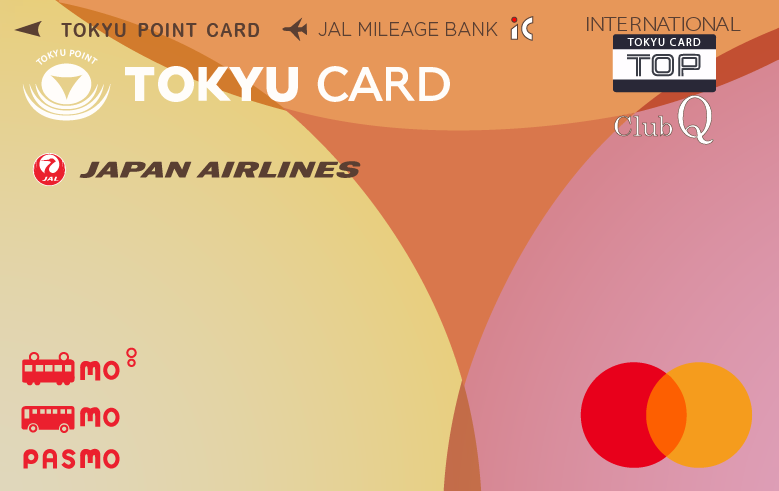 TOKYU POINT CARD JAL MILEAGE BANK iC INTERNATIONAL
TOKYU CARD
TOP
TOKYU POINT
TOKYU CARD
Club Q
JAL
JAPAN AIRLINES
mo
mo
PASMO